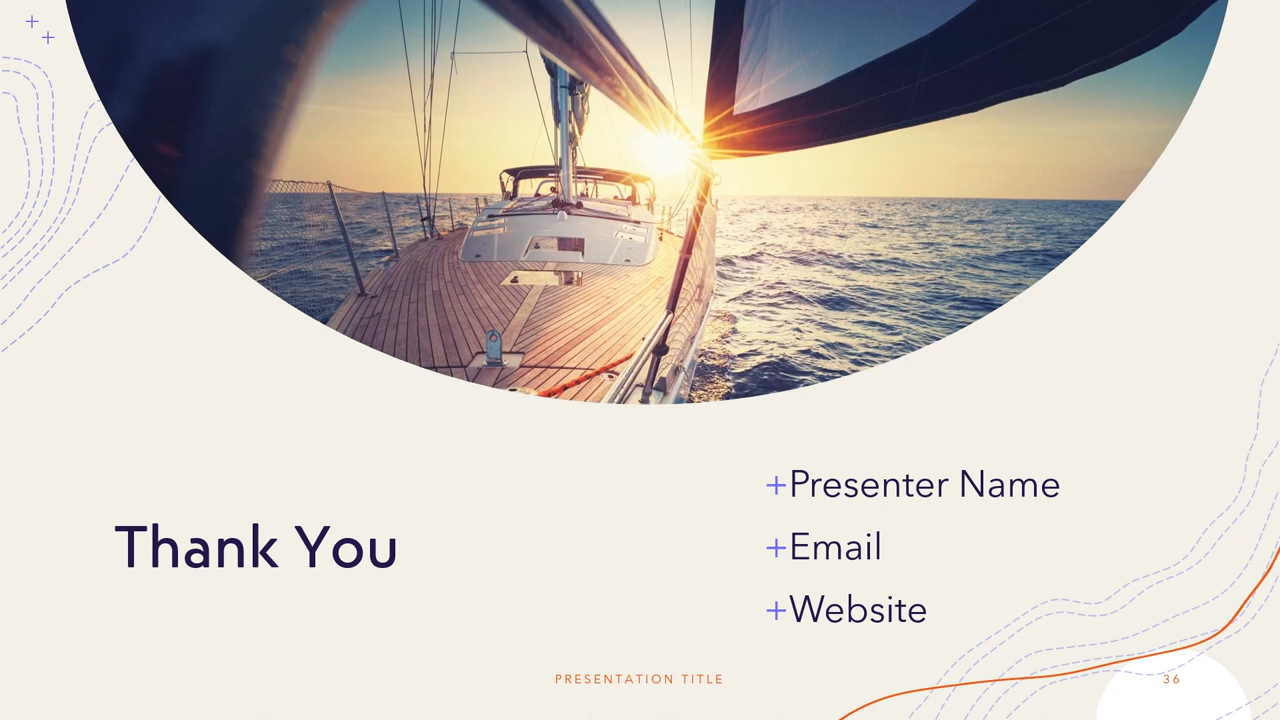 Thank You
+Presenter Name
+Email
+Website
PRESENTATION TITLE
36